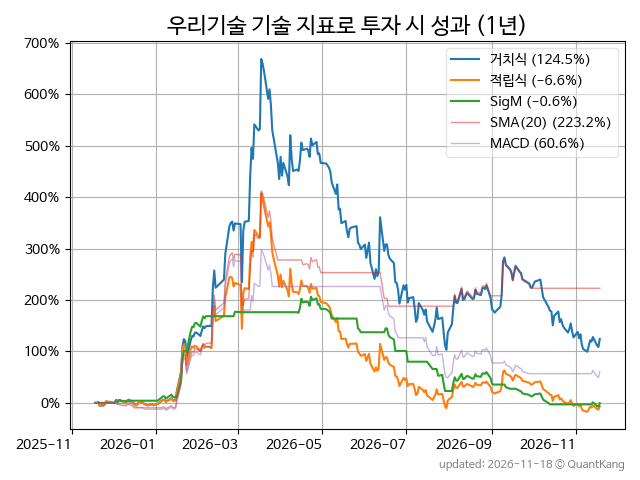 우리기술 기술 지표로 투자 시 성과 (1년)
700%
600%
500%
400%
300%
200%
100%
0%
거치식 (124.5%)
적립식 (−6.6%)
SigM (−0.6%)
SMA(20) (223.2%)
MACD (60.6%)
2025-11
2026-01
2026-03
2026-05
2026-07
2026-09
2026-11
updated: 2026-11-18 © QuantKang